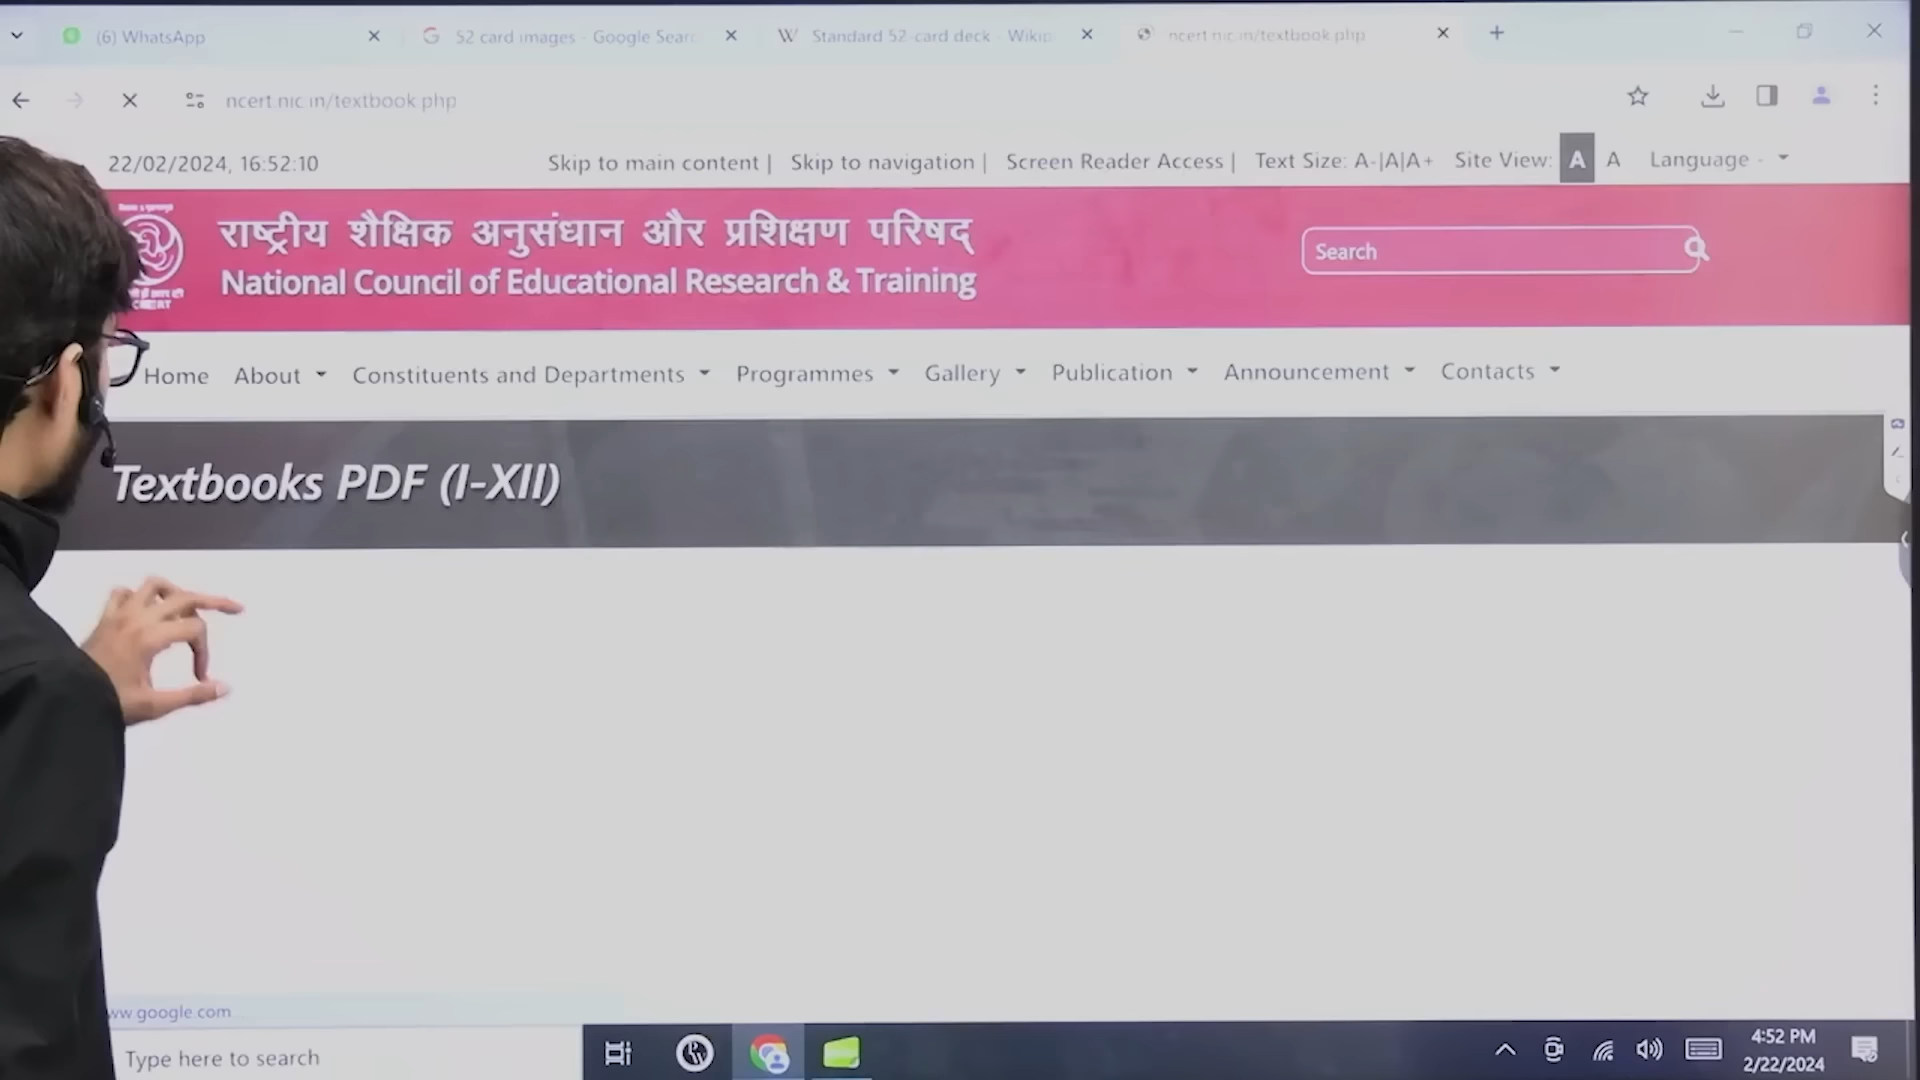 (6) WhatsApp
52 card images - Google Sear
Standard 52-card deck - Wikip
ncert.nic.in/textbook.php
ncert.nic.in/textbook.php
22/02/2024, 16:52:10
Skip to main content | Skip to navigation | Screen Reader Access | Text Size: A-|A|A+ Site View: A A Language -
राष्ट्रीय शैक्षिक अनुसंधान और प्रशिक्षण परिषद्
National Council of Educational Research & Training
Search
Home About Constituents and Departments Programmes Gallery Publication Announcement Contacts
Textbooks PDF (I-XII)
ww.google.com
Type here to search
4:52 PM
2/22/2024